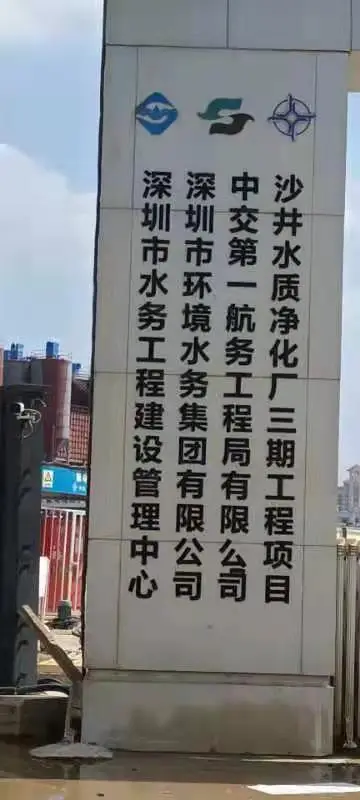 沙井水质净化厂三期工程项目
中交第一航务工程局有限公司
深圳市环境水务集团有限公司
深圳市水务工程建设管理中心